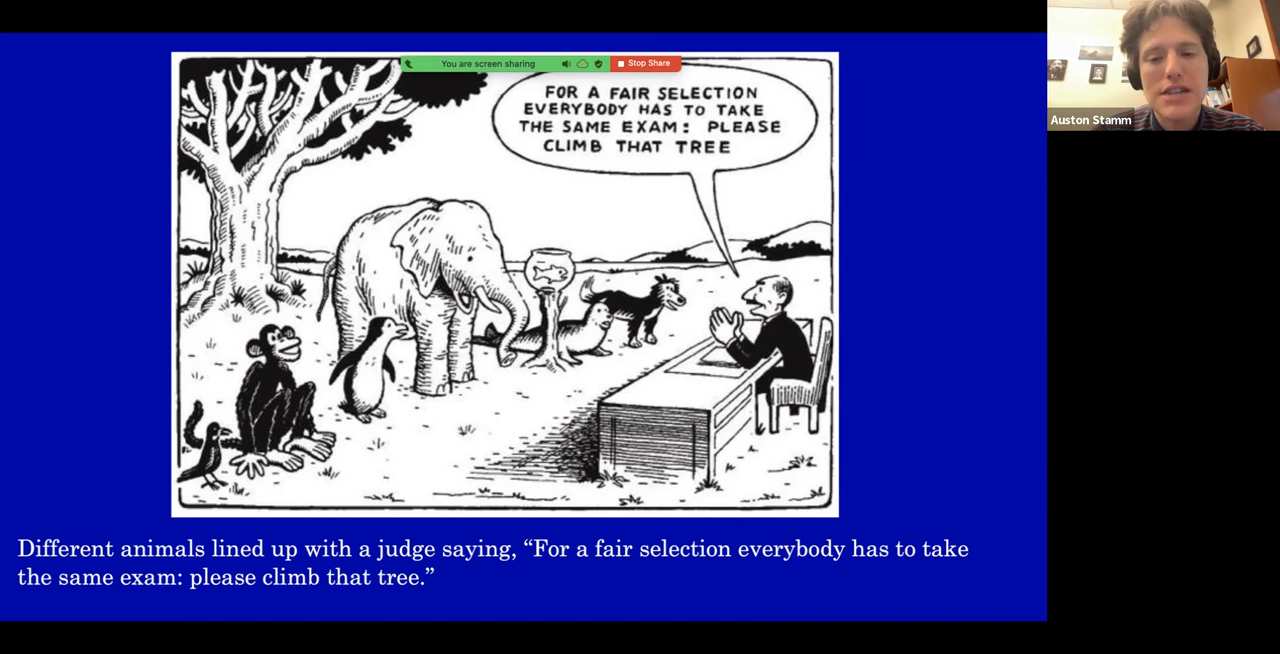 You are screen sharing
Stop Share
FOR A FAIR SELECTION
EVERYBODY HAS TO TAKE
THE SAME EXAM: PLEASE
CLIMB THAT TREE
Auston Stamm
Different animals lined up with a judge saying, “For a fair selection everybody has to take
the same exam: please climb that tree.”